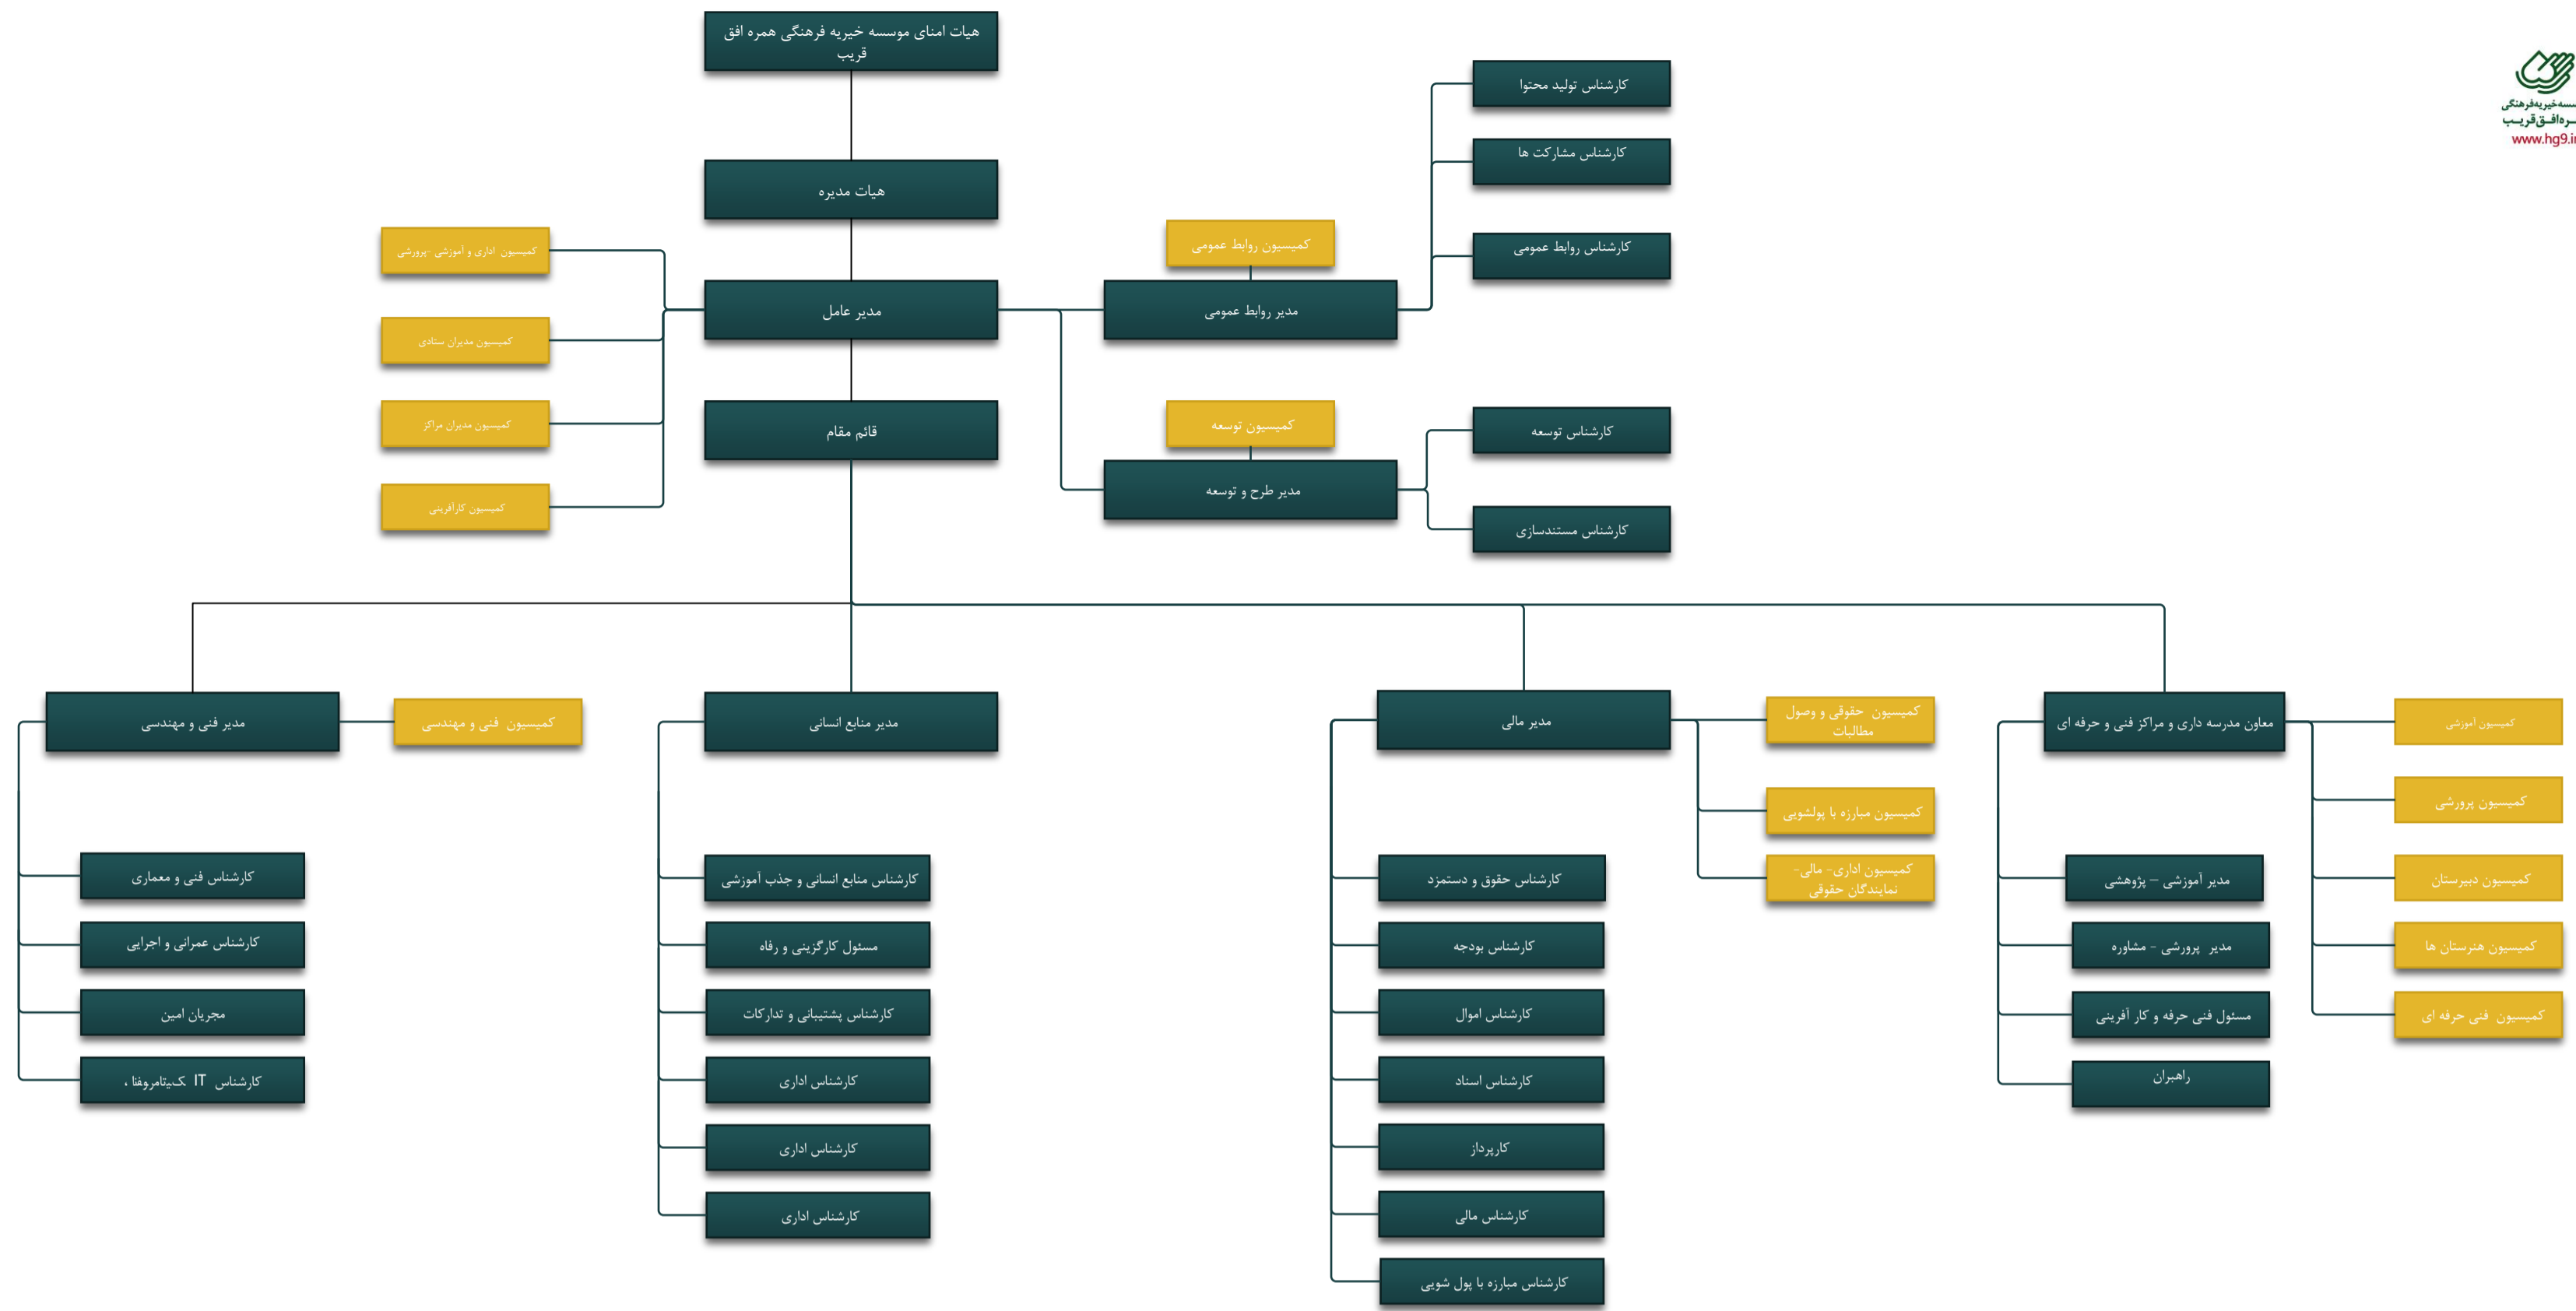 هیات امنای موسسه خیریه فرهنگی همره افق
قریب
سسه‌خیریه‌فرهنگی
ـره‌افـق‌قریـب
www.hg9.i
هیات مدیره
مدیر عامل
قائم مقام
کارشناس تولید محتوا
کارشناس مشارکت ها
کارشناس روابط عمومی
کمیسیون روابط عمومی
مدیر روابط عمومی
کمیسیون توسعه
مدیر طرح و توسعه
کارشناس توسعه
کارشناس مستندسازی
کمیسیون اداری و آموزشی -پرورشی
کمیسیون مدیران ستادی
کمیسیون مدیران مراکز
کمیسیون کارآفرینی
معاون مدرسه داری و مراکز فنی و حرفه ای
کمیسیون آموزشی
کمیسیون پرورشی
کمیسیون دبیرستان
کمیسیون هنرستان ها
کمیسیون فنی حرفه ای
مدیر آموزشی – پژوهشی
مدیر پرورشی - مشاوره
مسئول فنی حرفه و کار آفرینی
راهبران
مدیر مالی
کمیسیون حقوقی و وصول
مطالبات
کمیسیون مبارزه با پولشویی
کمیسیون اداری- مالی-
نمایندگان حقوقی
کارشناس حقوق و دستمزد
کارشناس بودجه
کارشناس اموال
کارشناس اسناد
کارپرداز
کارشناس مالی
کارشناس مبارزه با پول شویی
مدیر منابع انسانی
کارشناس منابع انسانی و جذب آموزشی
مسئول کارگزینی و رفاه
کارشناس پشتیبانی و تدارکات
کارشناس اداری
کارشناس اداری
کارشناس اداری
مدیر فنی و مهندسی
کمیسیون فنی و مهندسی
کارشناس فنی و معماری
کارشناس عمرانی و اجرایی
مجریان امین
کارشناس IT کیتامروفنا ،